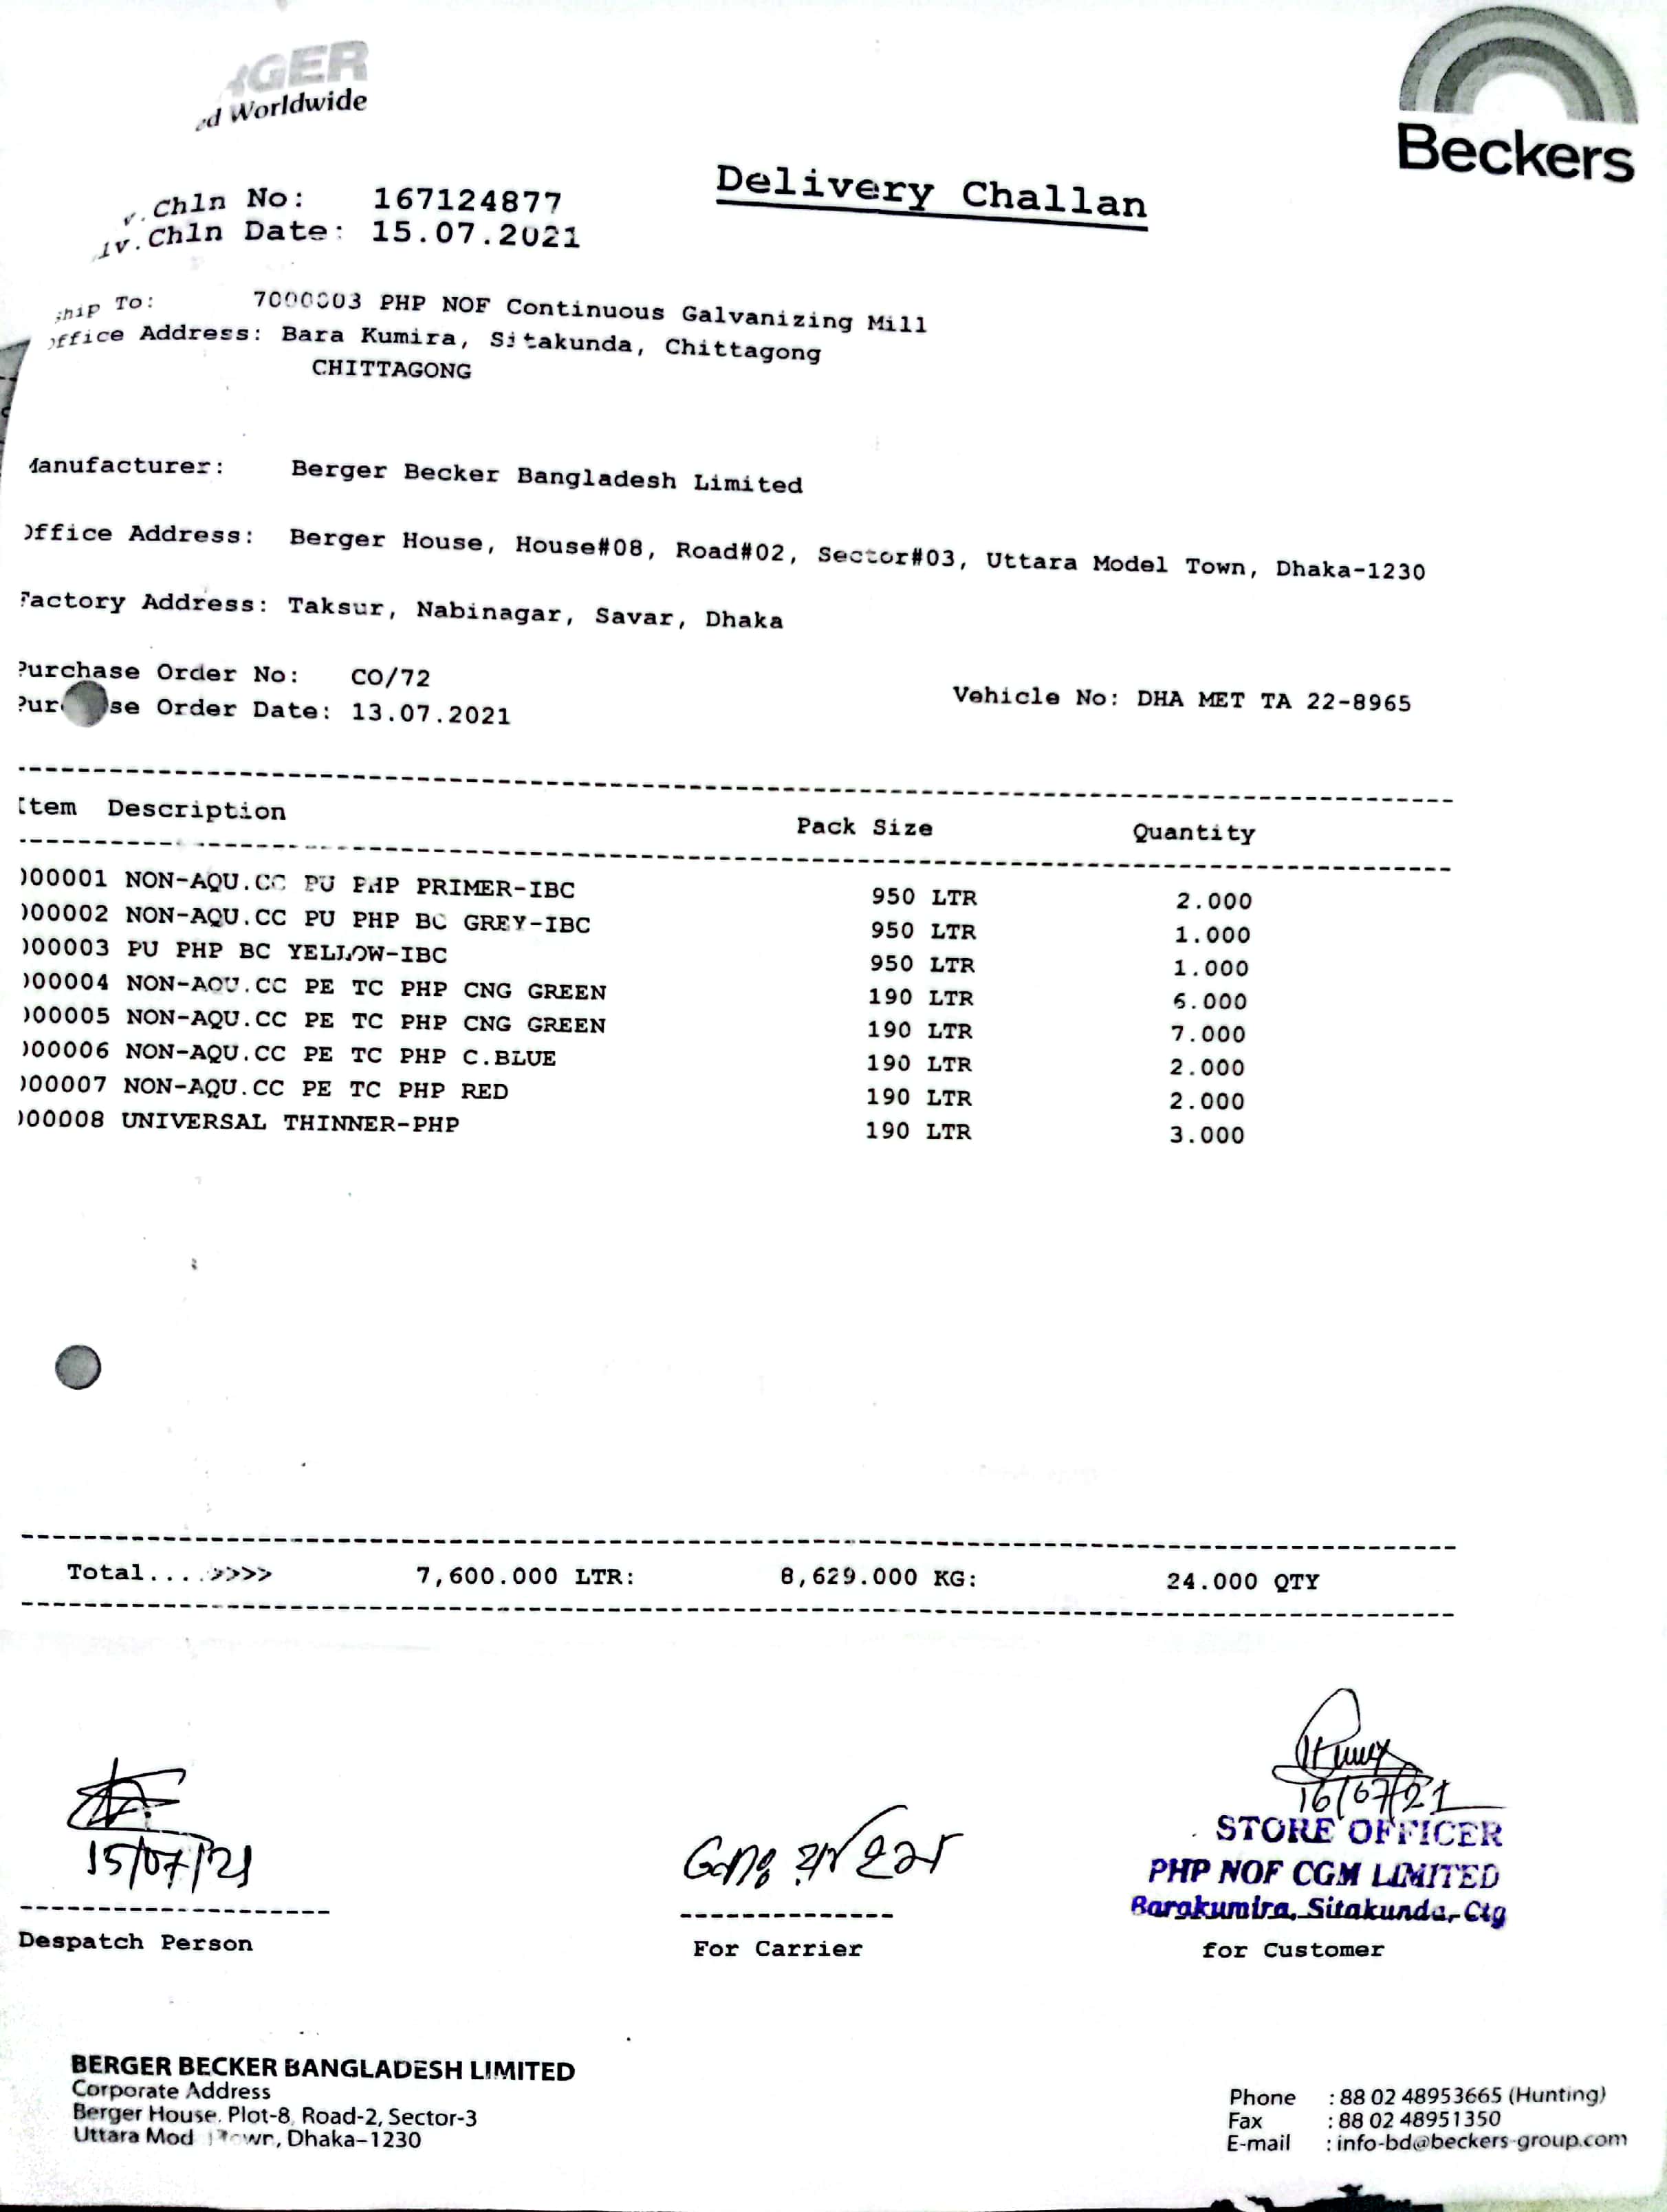 GER
ed Worldwide
Beckers
Delivery Challan
v.Chln No: 167124877
iv.Chln Date: 15.07.2021
hip To: 7000003 PHP NOF Continuous Galvanizing Mill
ffice Address: Bara Kumira, Sitakunda, Chittagong
CHITTAGONG
Manufacturer: Berger Becker Bangladesh Limited
Office Address: Berger House, House#08, Road#02, Sector#03, Uttara Model Town, Dhaka-1230
Factory Address: Taksur, Nabinagar, Savar, Dhaka
Purchase Order No: CO/72
Pur se Order Date: 13.07.2021 Vehicle No: DHA MET TA 22-8965
Item Description Pack Size Quantity
000001 NON-AQU.CC PU PHP PRIMER-IBC 950 LTR 2.000
000002 NON-AQU.CC PU PHP BC GREY-IBC 950 LTR 1.000
000003 PU PHP BC YELLOW-IBC 950 LTR 1.000
000004 NON-AQU.CC PE TC PHP CNG GREEN 190 LTR 6.000
000005 NON-AQU.CC PE TC PHP CNG GREEN 190 LTR 7.000
000006 NON-AQU.CC PE TC PHP C.BLUE 190 LTR 2.000
000007 NON-AQU.CC PE TC PHP RED 190 LTR 2.000
000008 UNIVERSAL THINNER-PHP 190 LTR 3.000
Total....>>>> 7,600.000 LTR: 8,629.000 KG: 24.000 QTY
16/07/21
15/07/21
STORE OFFICER
PHP NOF CGM LIMITED
Barakumira, Sitakunda, Ctg
Despatch Person For Carrier for Customer
BERGER BECKER BANGLADESH LIMITED
Corporate Address
Berger House. Plot-8, Road-2, Sector-3
Uttara Mod Town, Dhaka-1230
Phone : 88 02 48953665 (Hunting)
Fax : 88 02 48951350
E-mail : info-bd@beckers-group.com